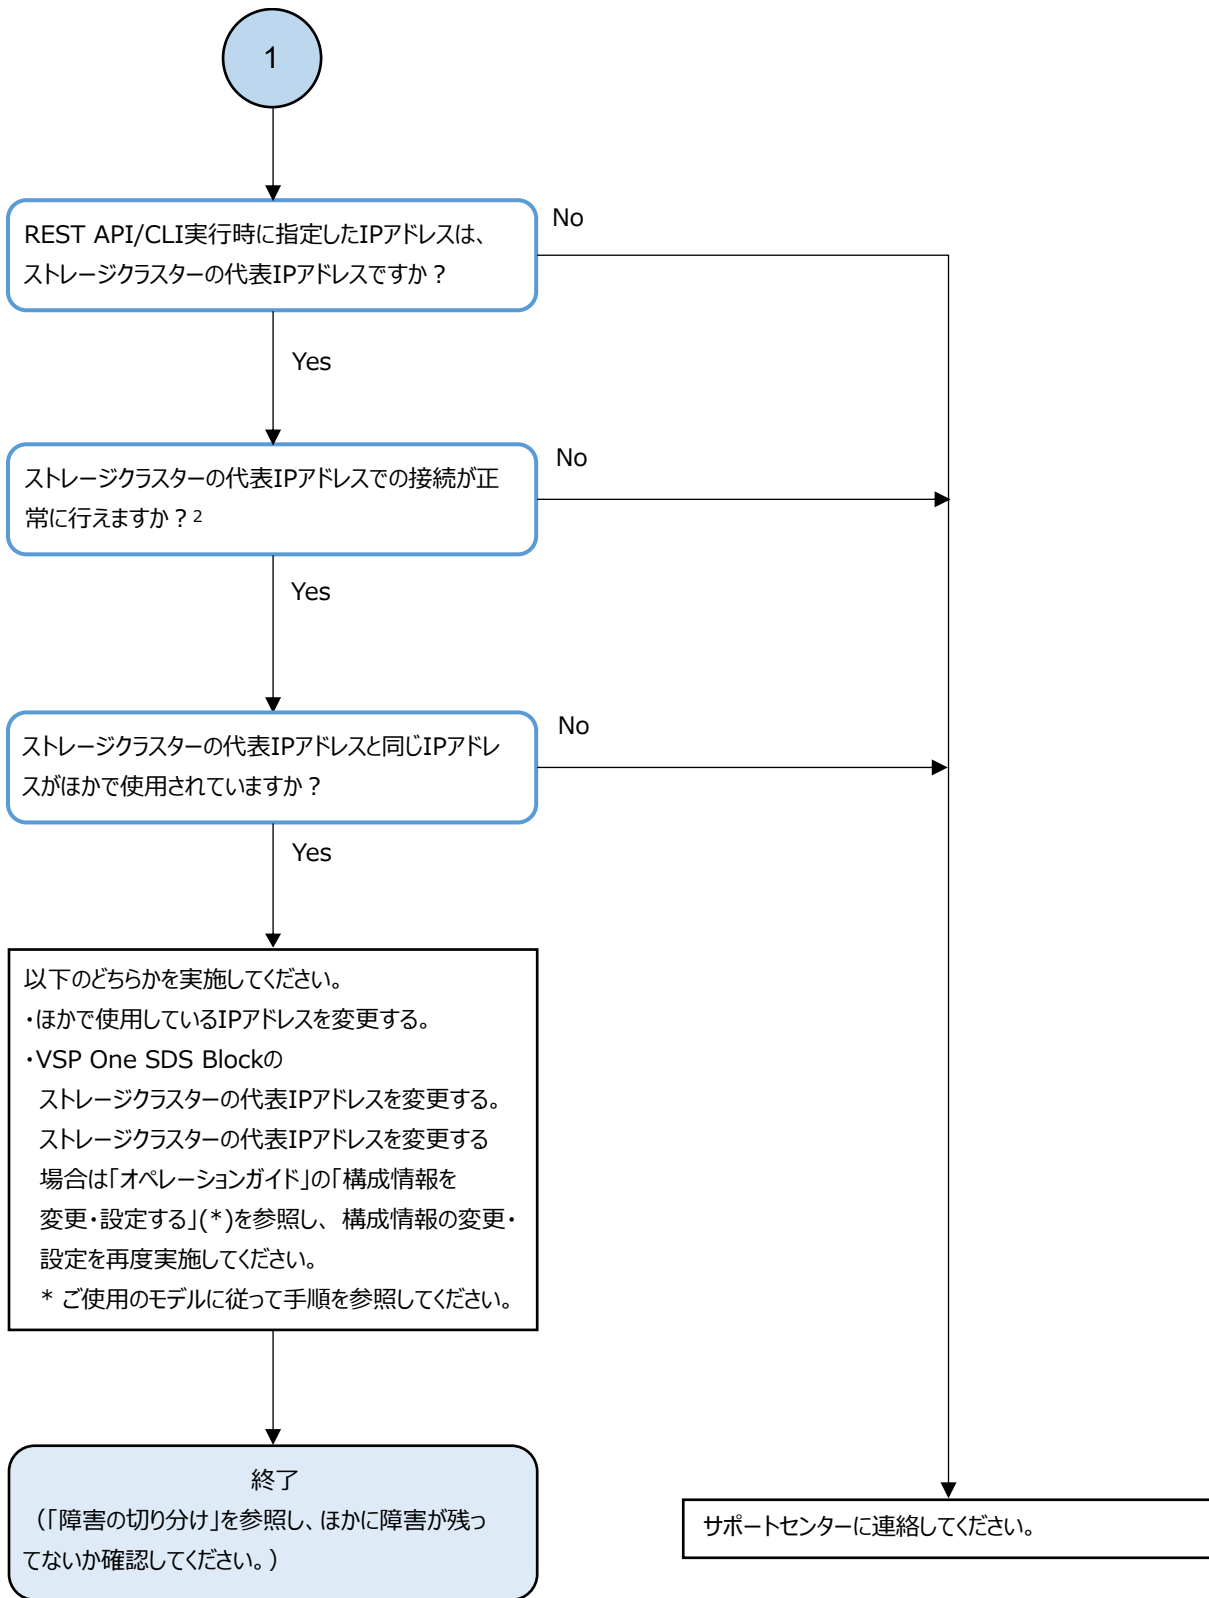 1
REST API/CLI実行時に指定したIPアドレスは、
ストレージクラスターの代表IPアドレスですか？
No
Yes
ストレージクラスターの代表IPアドレスでの接続が正
常に行えますか？2
No
Yes
ストレージクラスターの代表IPアドレスと同じIPアドレ
スがほかで使用されていますか？
No
Yes
以下のどちらかを実施してください。
・ほかで使用しているIPアドレスを変更する。
・VSP One SDS Blockの
ストレージクラスターの代表IPアドレスを変更する。
ストレージクラスターの代表IPアドレスを変更する
場合は「オペレーションガイド」の「構成情報を
変更・設定する」(*)を参照し、構成情報の変更・
設定を再度実施してください。
* ご使用のモデルに従って手順を参照してください。
終了
（「障害の切り分け」を参照し、ほかに障害が残っ
てないか確認してください。）
サポートセンターに連絡してください。